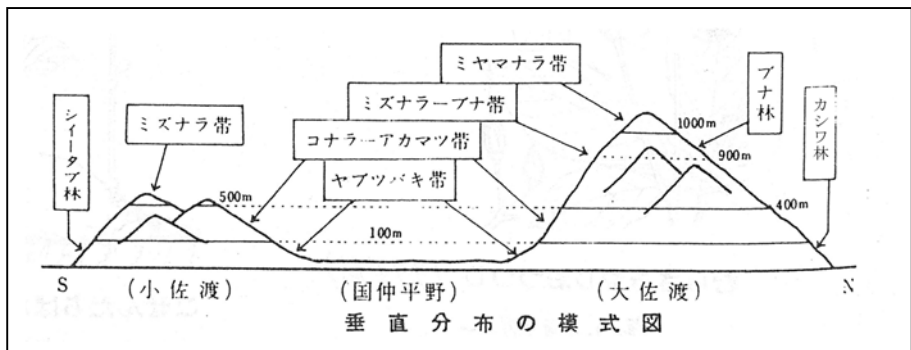 ミヤマナラ帯
ブナ林
ミズナラーブナ帯
カシワ林
シイータブ林
ミズナラ帯
コナラーアカマツ帯
ヤブツバキ帯
1000m
900m
500m
400m
100m
S
N
(小佐渡)
(国仲平野)
(大佐渡)
垂直分布の模式図